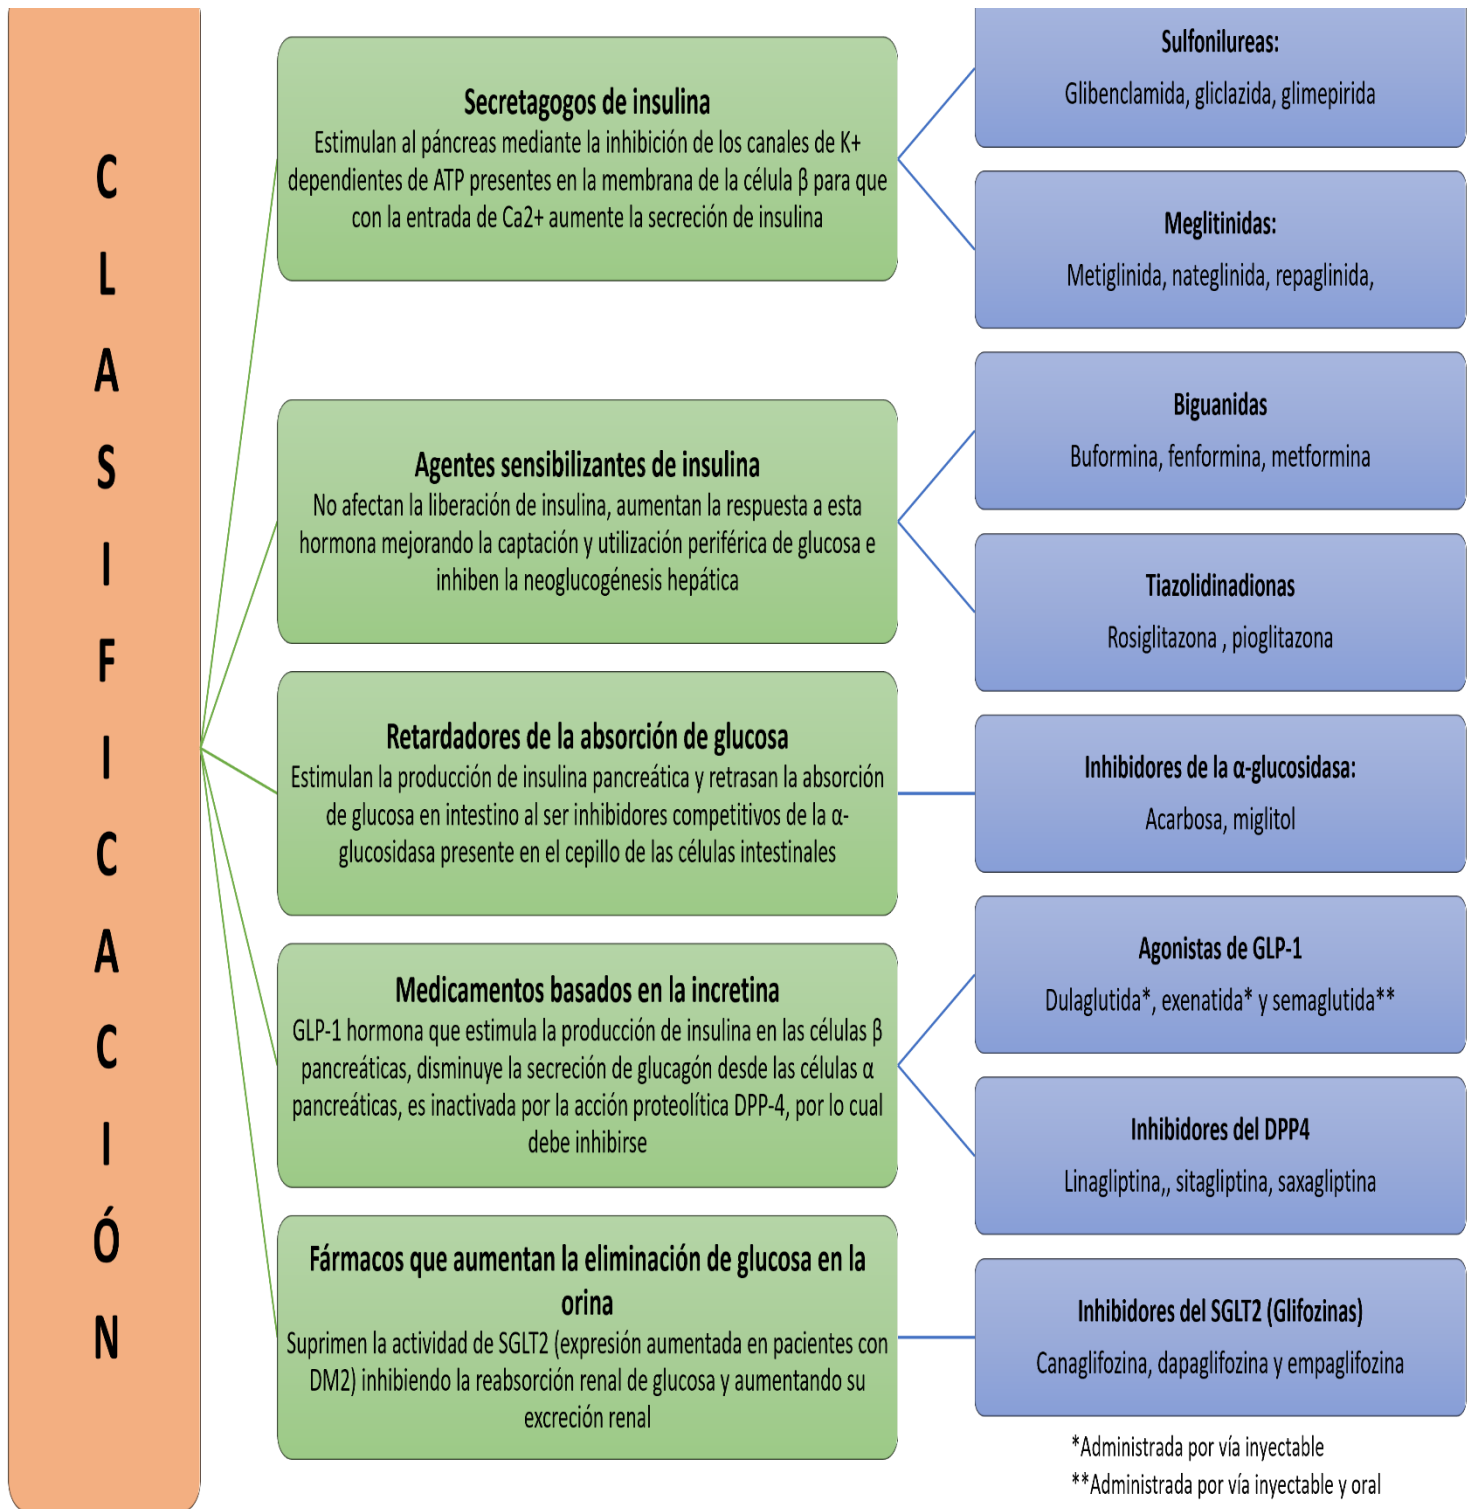 CLASIFICACIÓN
Secretagogos de insulina
Estimulan al páncreas mediante la inhibición de los canales de K+
dependientes de ATP presentes en la membrana de la célula β para que
con la entrada de Ca2+ aumente la secreción de insulina
Sulfonilureas:
Glibenclamida, gliclazida, glimepirida
Meglitinidas:
Metiglinida, nateglinida, repaglinida,
Agentes sensibilizantes de insulina
No afectan la liberación de insulina, aumentan la respuesta a esta
hormona mejorando la captación y utilización periférica de glucosa e
inhiben la neoglucogénesis hepática
Biguanidas
Buformina, fenformina, metformina
Tiazolidinadionas
Rosiglitazona , pioglitazona
Retardadores de la absorción de glucosa
Estimulan la producción de insulina pancreática y retrasan la absorción
de glucosa en intestino al ser inhibidores competitivos de la α-
glucosidasa presente en el cepillo de las células intestinales
Inhibidores de la α-glucosidasa:
Acarbosa, miglitol
Medicamentos basados en la incretina
GLP-1 hormona que estimula la producción de insulina en las células β
pancreáticas, disminuye la secreción de glucagón desde las células α
pancreáticas, es inactivada por la acción proteolítica DPP-4, por lo cual
debe inhibirse
Agonistas de GLP-1
Dulaglutida*, exenatida* y semaglutida**
Inhibidores del DPP4
Linagliptina,, sitagliptina, saxagliptina
Fármacos que aumentan la eliminación de glucosa en la
orina
Suprimen la actividad de SGLT2 (expresión aumentada en pacientes con
DM2) inhibiendo la reabsorción renal de glucosa y aumentando su
excreción renal
Inhibidores del SGLT2 (Glifozinas)
Canaglifozina, dapaglifozina y empaglifozina
*Administrada por vía inyectable
**Administrada por vía inyectable y oral